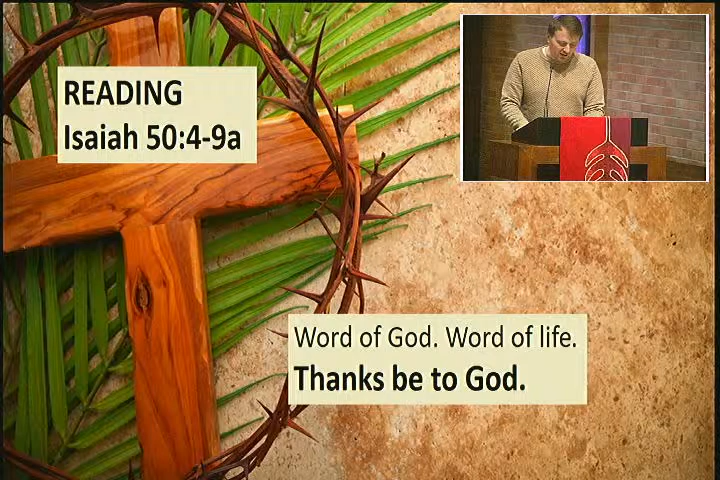 READING
Isaiah 50:4-9a
Word of God. Word of life.
Thanks be to God.